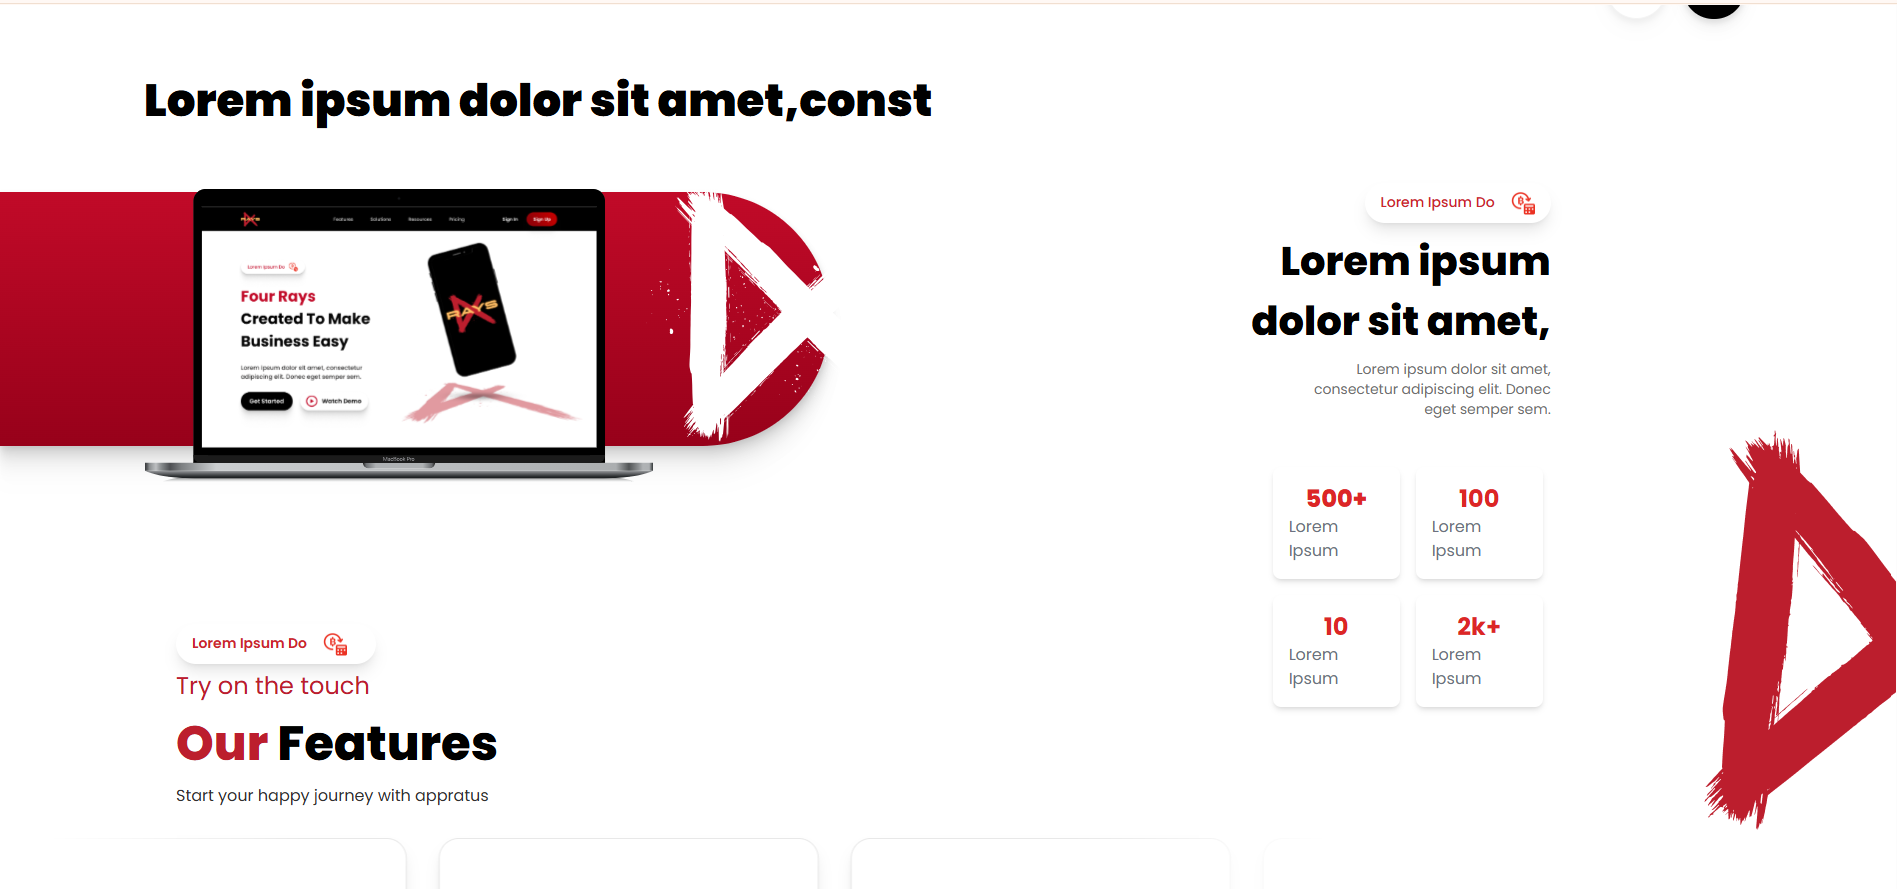 Lorem ipsum dolor sit amet,const
RAYS
Features Solutions Resources Pricing Sign In Sign Up
Lorem Ipsum Do
Four Rays
Created To Make
Business Easy
Lorem ipsum dolor sit amet, consectetur
adipiscing elit. Donec eget semper sem.
Get Started Watch Demo
RAYS
MacBook Pro
Lorem Ipsum Do
Lorem ipsum
dolor sit amet,
Lorem ipsum dolor sit amet,
consectetur adipiscing elit. Donec
eget semper sem.
500+
Lorem
Ipsum
100
Lorem
Ipsum
10
Lorem
Ipsum
2k+
Lorem
Ipsum
Lorem Ipsum Do
Try on the touch
Our Features
Start your happy journey with appratus